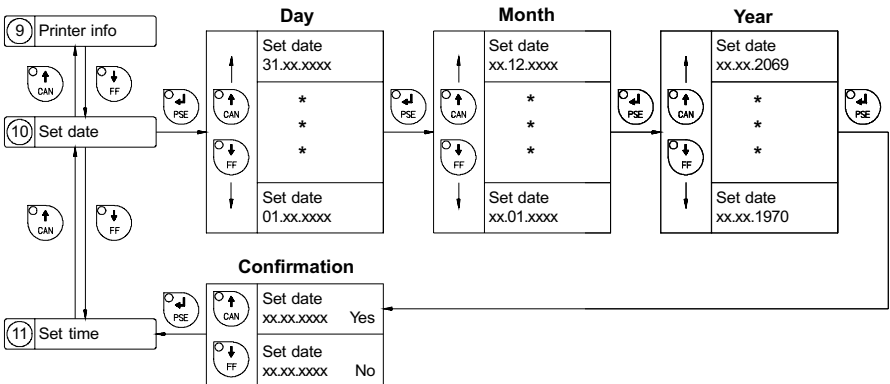 Day
Month
Year
9 Printer info
CAN
FF
10 Set date
PSE
Set date
31.xx.xxxx
CAN
*
*
*
FF
Set date
01.xx.xxxx
PSE
Set date
xx.12.xxxx
CAN
*
*
*
FF
Set date
xx.01.xxxx
PSE
Set date
xx.xx.2069
CAN
*
*
*
FF
Set date
xx.xx.1970
PSE
CAN
FF
Confirmation
11 Set time
PSE
CAN
Set date
xx.xx.xxxx Yes
FF
Set date
xx.xx.xxxx No